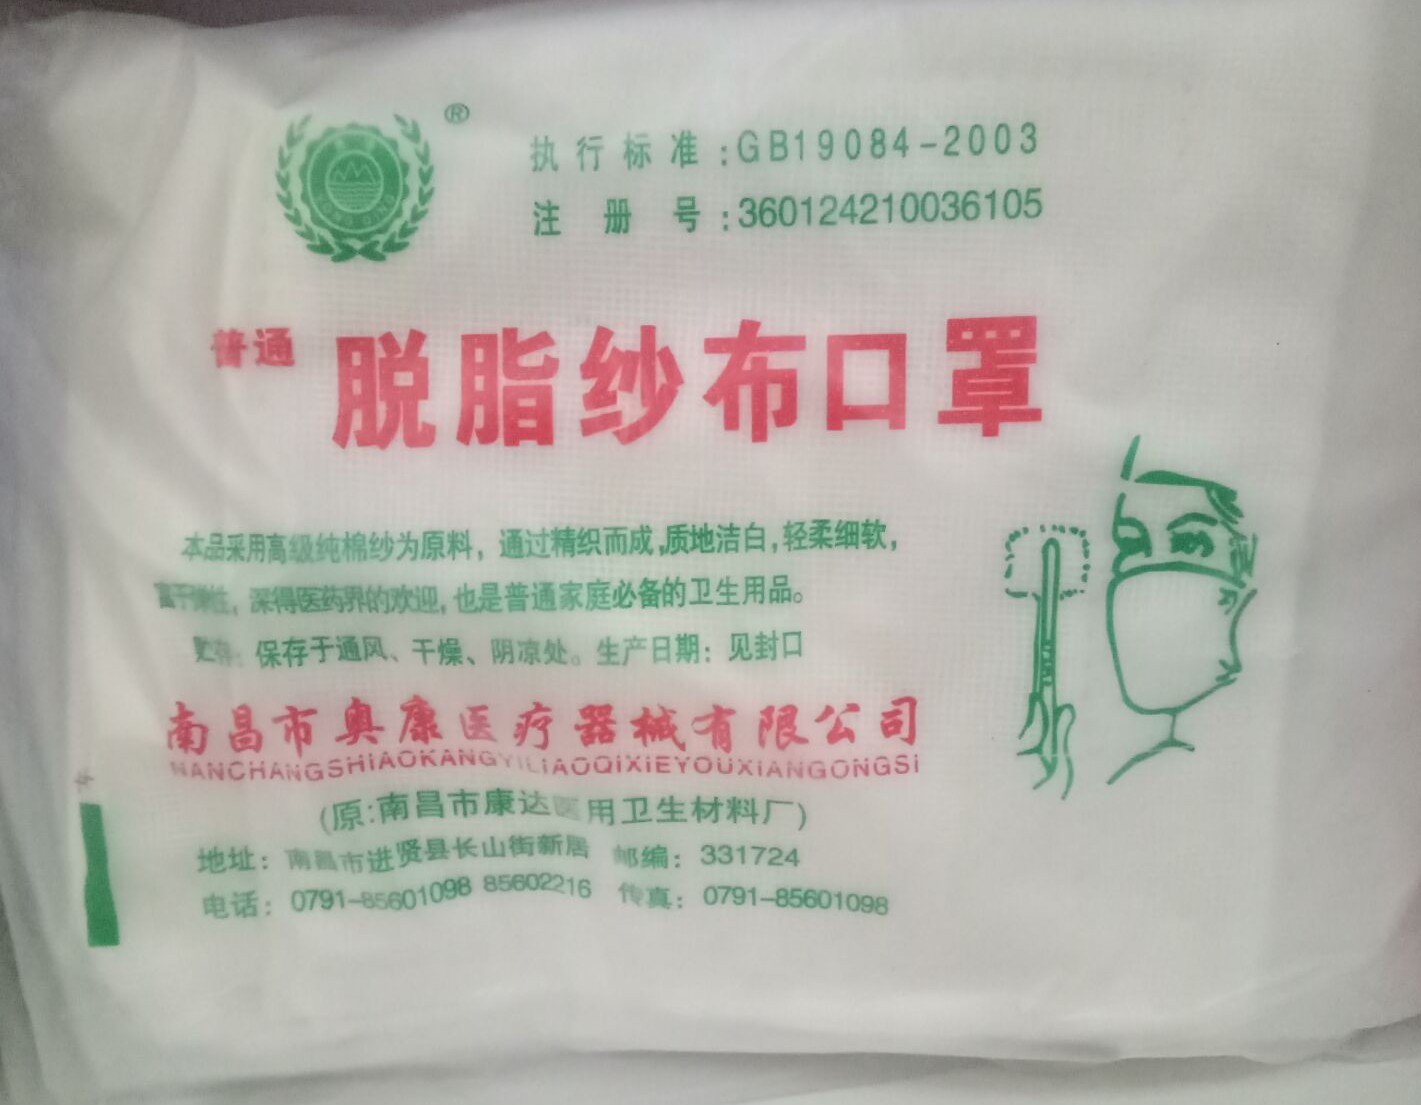 ®
执行标准:GB19084-2003
注册号:360124210036105
普通 脱脂纱布口罩
本品采用高级纯棉纱为原料，通过精织而成,质地洁白,轻柔细软，
富于弹性，深得医药界的欢迎,也是普通家庭必备的卫生用品。
贮存：保存于通风、干燥、阴凉处。生产日期：见封口
南昌市奥康医疗器械有限公司
NANCHANGSHiAOKANGYiLiAOQiXiEYOUXiANGONGSi
(原:南昌市康达医用卫生材料厂)
地址：南昌市进贤县长山街新居 邮编：331724
电话：0791-85601098 85602216 传真：0791-85601098